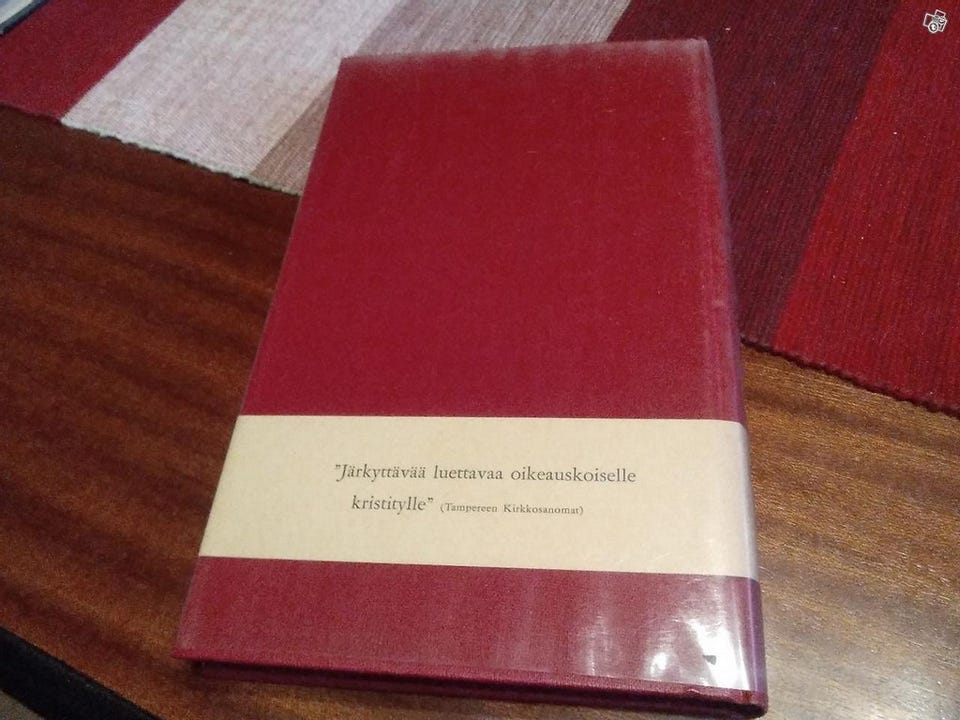 "Järkyttävää luettavaa oikeauskoiselle
kristitylle" (Tampereen Kirkkosanomat)